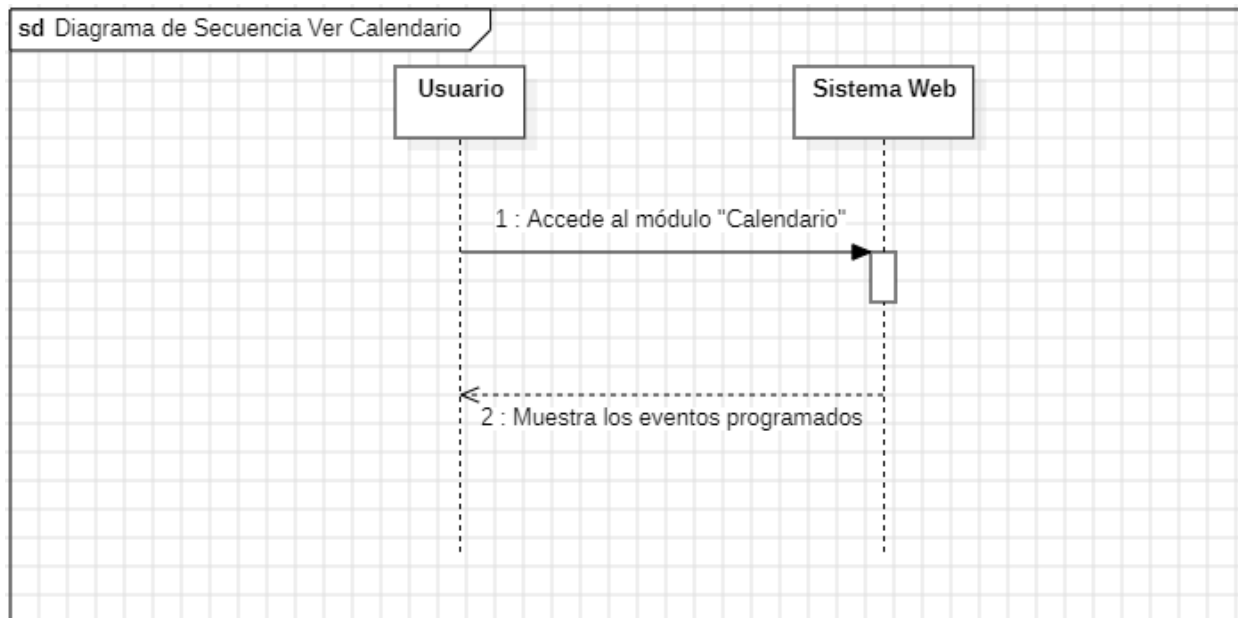 sd Diagrama de Secuencia Ver Calendario
Usuario
Sistema Web
1 : Accede al módulo "Calendario"
2 : Muestra los eventos programados